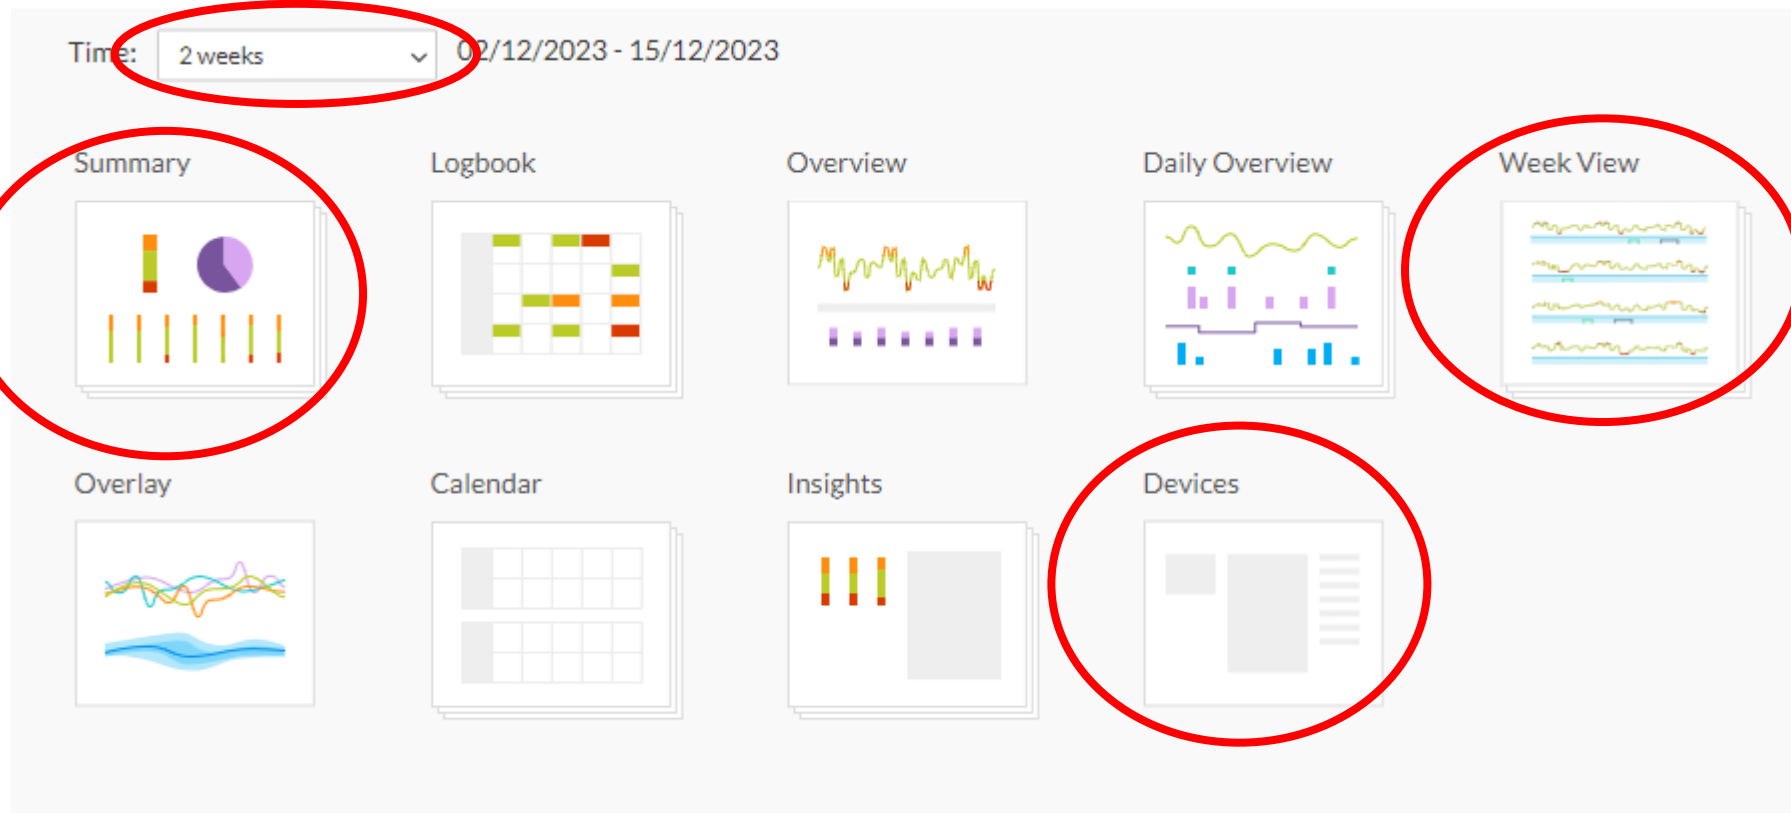 Time: 2 weeks 02/12/2023 - 15/12/2023
Summary Logbook Overview Daily Overview Week View
Overlay Calendar Insights Devices